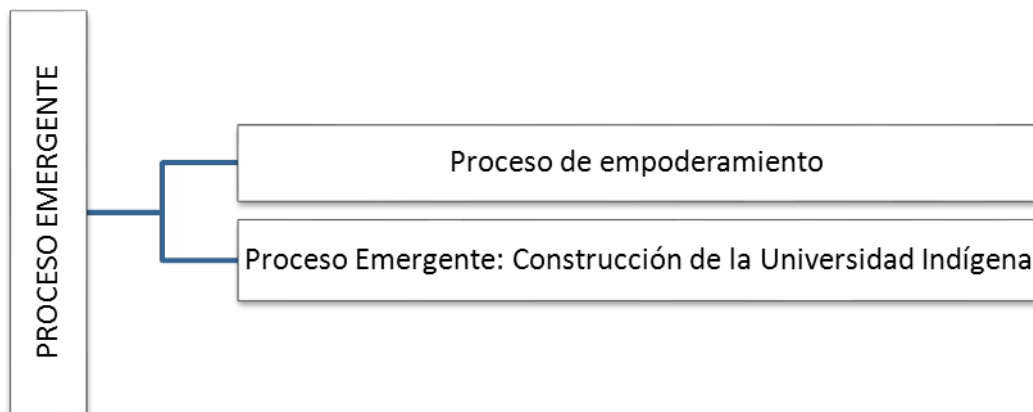 PROCESO EMERGENTE
Proceso de empoderamiento
Proceso Emergente: Construcción de la Universidad Indígena